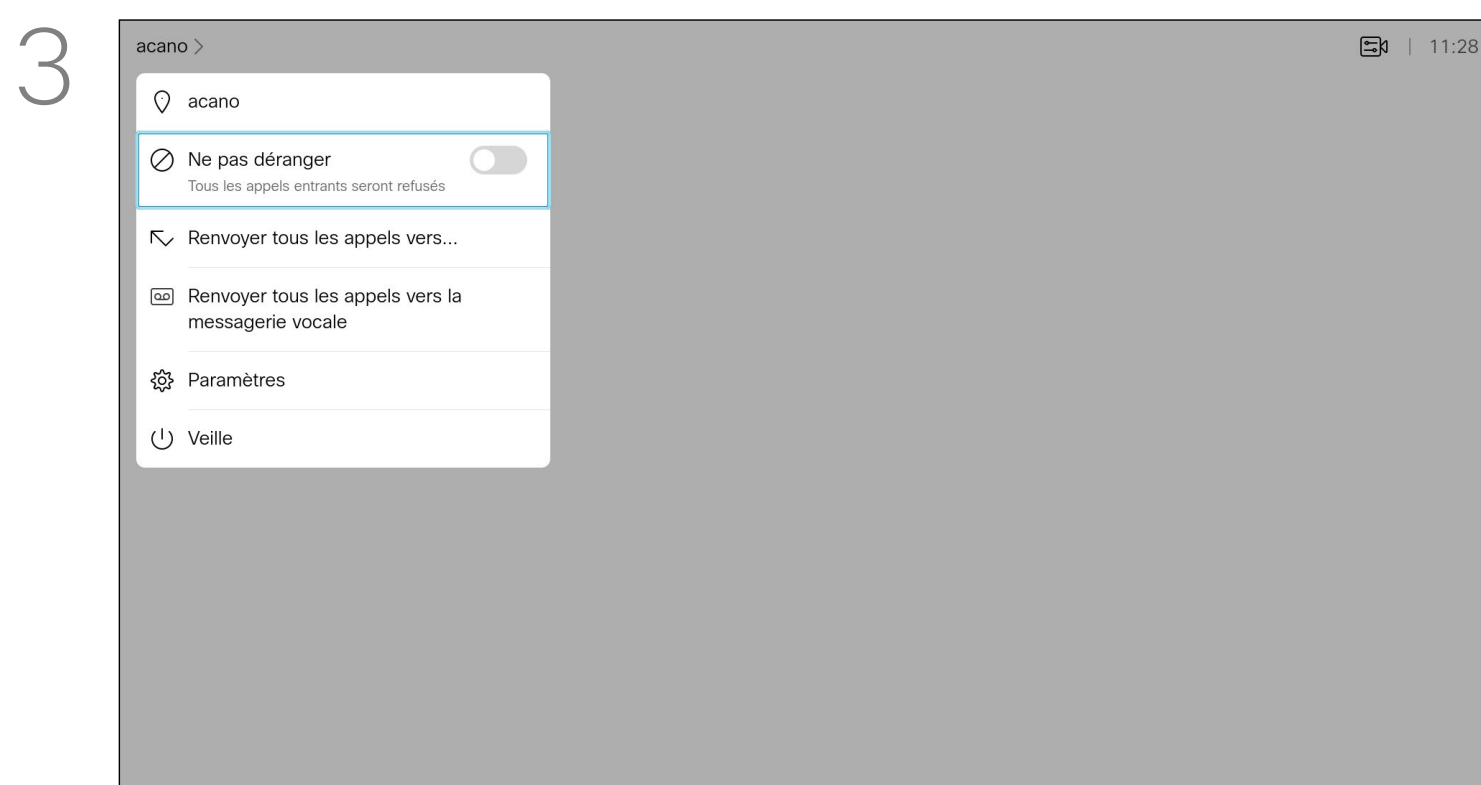 3
acano >
11:28
acano
Ne pas déranger
Tous les appels entrants seront refusés
Renvoyer tous les appels vers...
Renvoyer tous les appels vers la
messagerie vocale
Paramètres
Veille